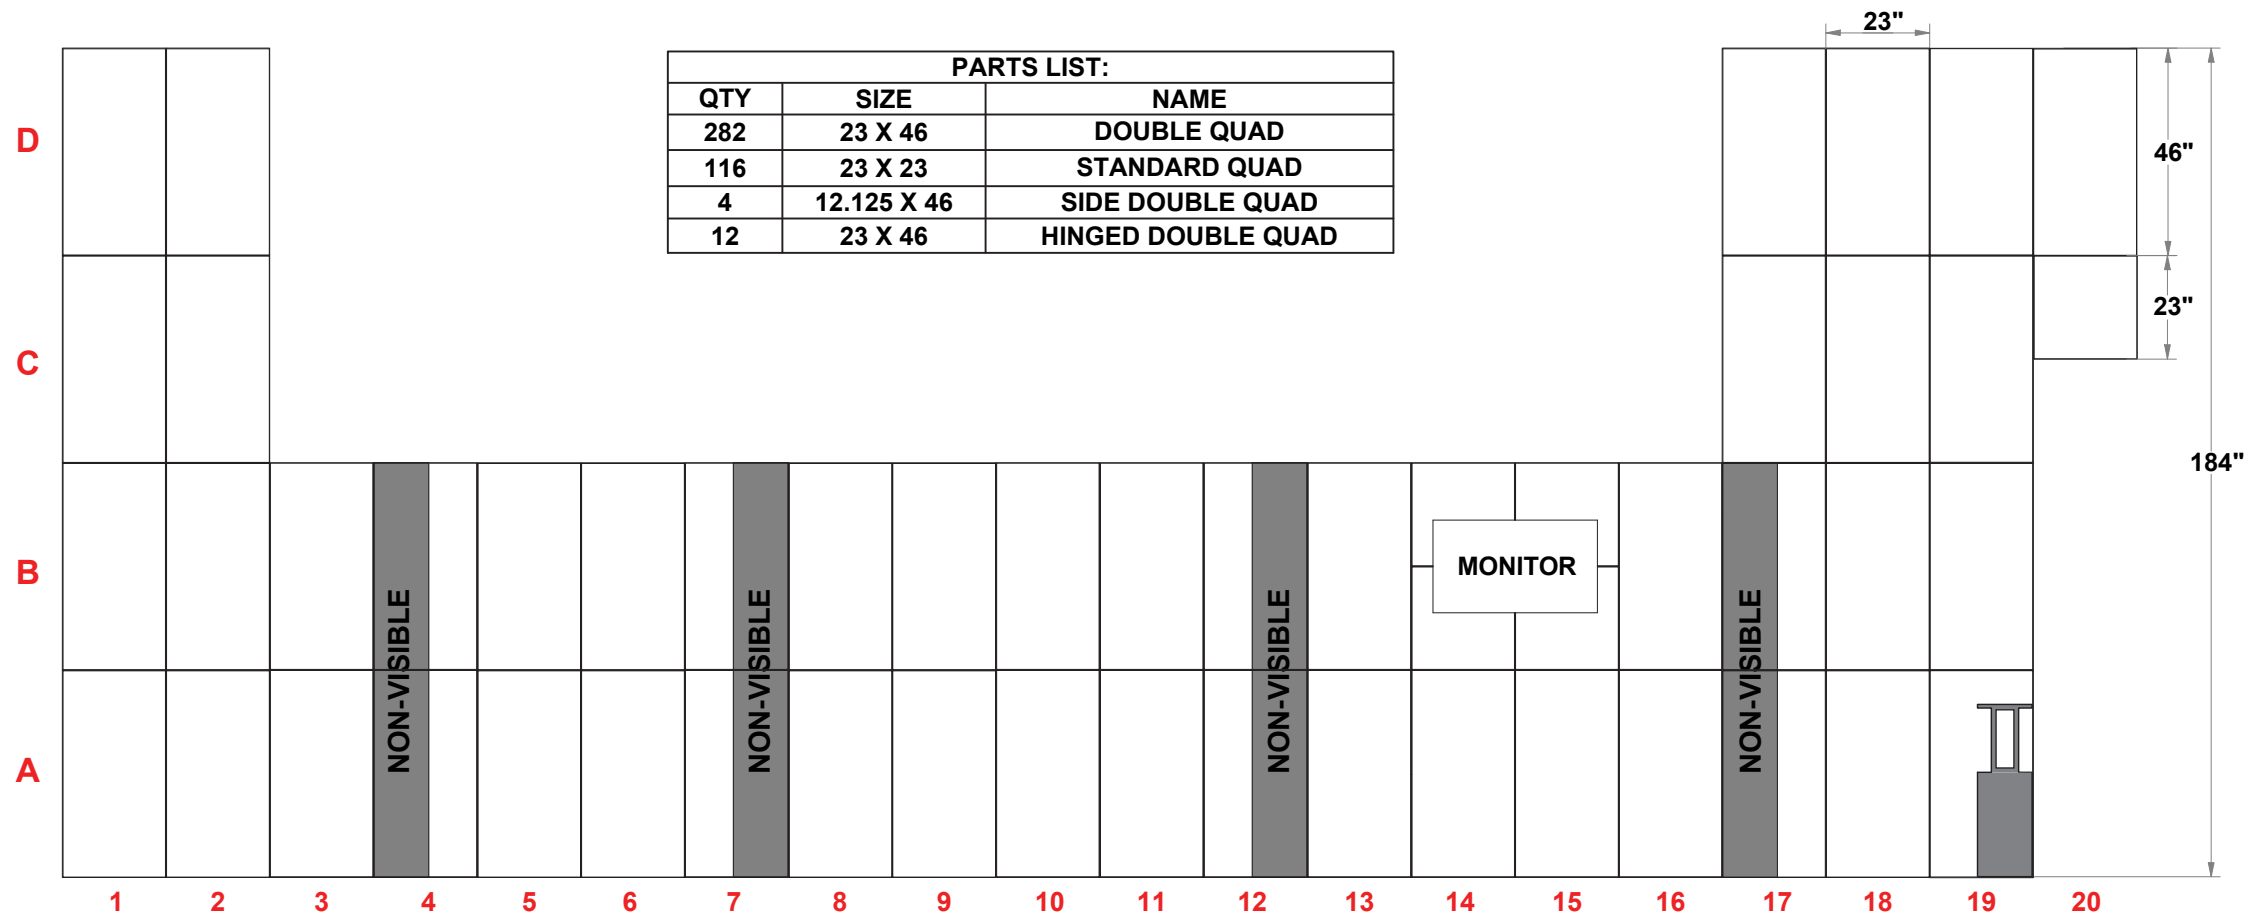 23"
PARTS LIST:
QTY SIZE NAME
282 23 X 46 DOUBLE QUAD
116 23 X 23 STANDARD QUAD
4 12.125 X 46 SIDE DOUBLE QUAD
12 23 X 46 HINGED DOUBLE QUAD
D
46"
23"
C
184"
B
MONITOR
NON-VISIBLE
NON-VISIBLE
NON-VISIBLE
NON-VISIBLE
A
1 2 3 4 5 6 7 8 9 10 11 12 13 14 15 16 17 18 19 20